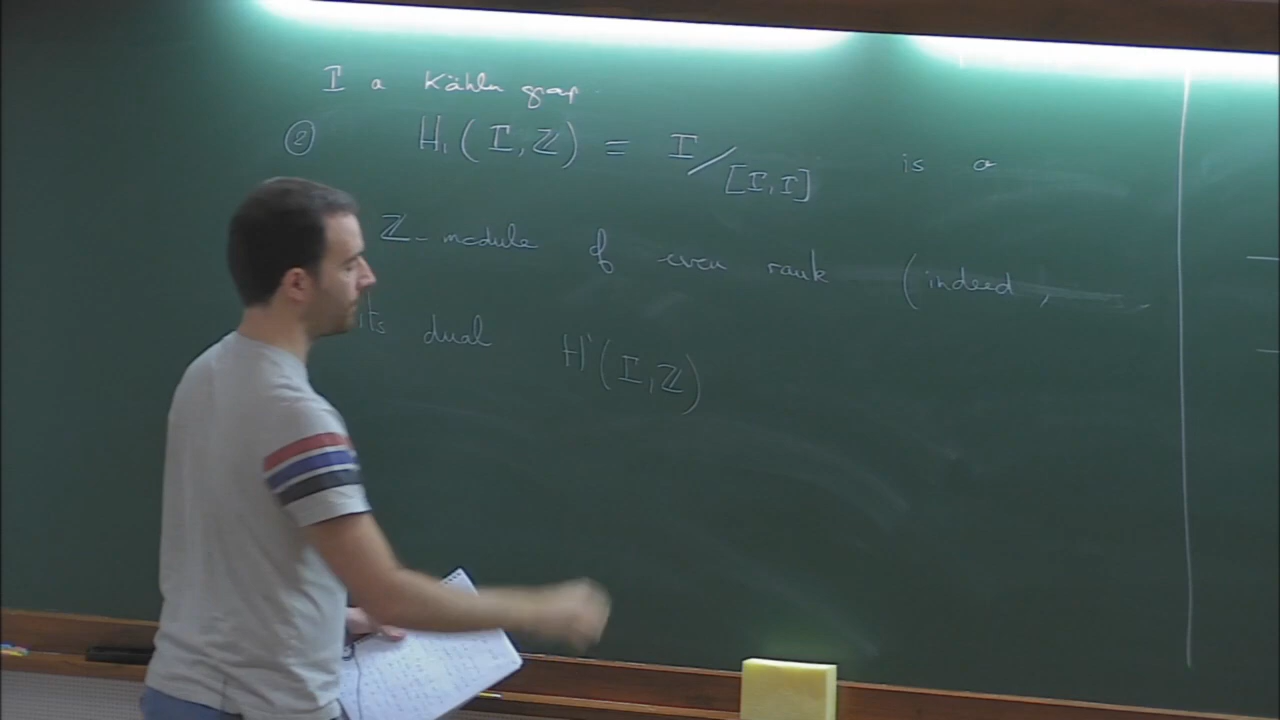 Γ a Kähler group.
② H₁(Γ, ℤ) = Γ/[Γ,Γ] is a
ℤ-module of even rank (indeed,
its dual H¹(Γ, ℤ)